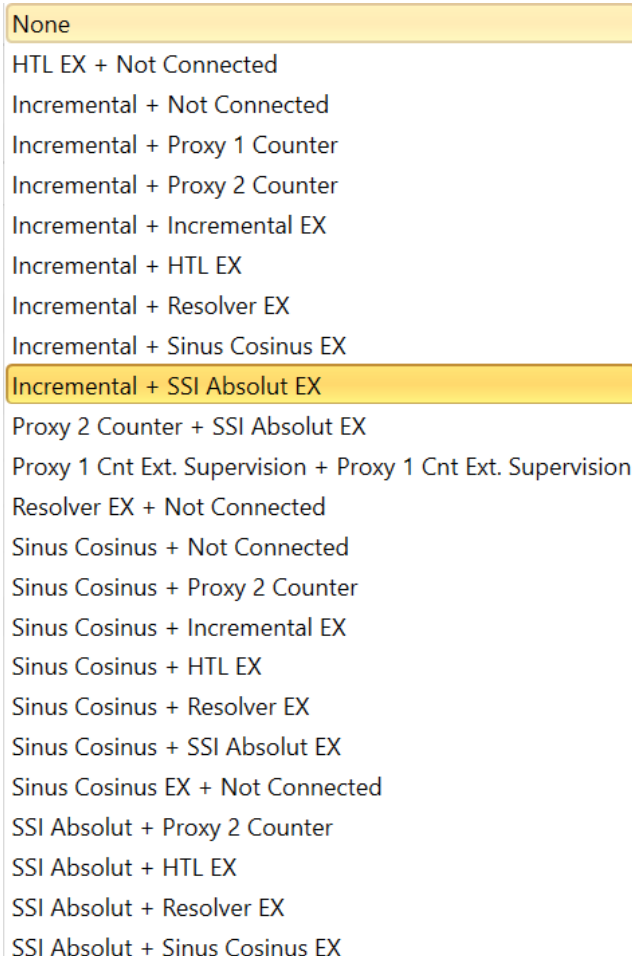 None
HTL EX + Not Connected
Incremental + Not Connected
Incremental + Proxy 1 Counter
Incremental + Proxy 2 Counter
Incremental + Incremental EX
Incremental + HTL EX
Incremental + Resolver EX
Incremental + Sinus Cosinus EX
Incremental + SSI Absolut EX
Proxy 2 Counter + SSI Absolut EX
Proxy 1 Cnt Ext. Supervision + Proxy 1 Cnt Ext. Supervision
Resolver EX + Not Connected
Sinus Cosinus + Not Connected
Sinus Cosinus + Proxy 2 Counter
Sinus Cosinus + Incremental EX
Sinus Cosinus + HTL EX
Sinus Cosinus + Resolver EX
Sinus Cosinus + SSI Absolut EX
Sinus Cosinus EX + Not Connected
SSI Absolut + Proxy 2 Counter
SSI Absolut + HTL EX
SSI Absolut + Resolver EX
SSI Absolut + Sinus Cosinus EX